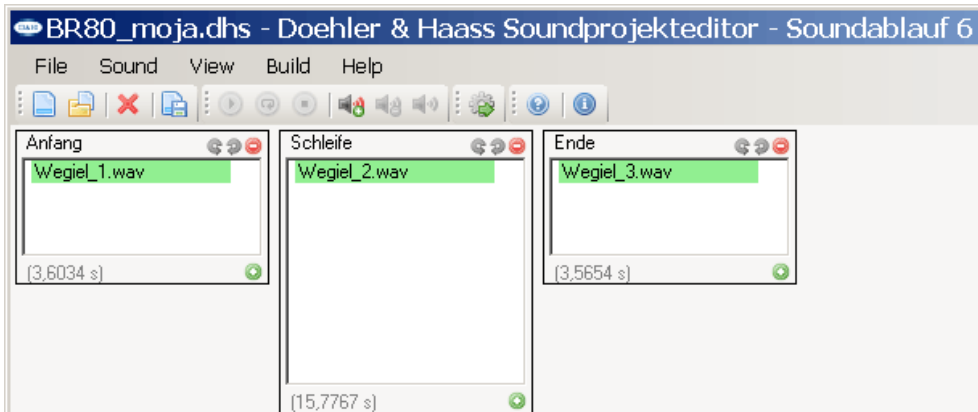 BR80_moja.dhs - Doehler & Haass Soundprojekteditor - Soundablauf 6
File Sound View Build Help
Anfang
Wegiel_1.wav
(3,6034 s)
Schleife
Wegiel_2.wav
(15,7767 s)
Ende
Wegiel_3.wav
(3,5654 s)